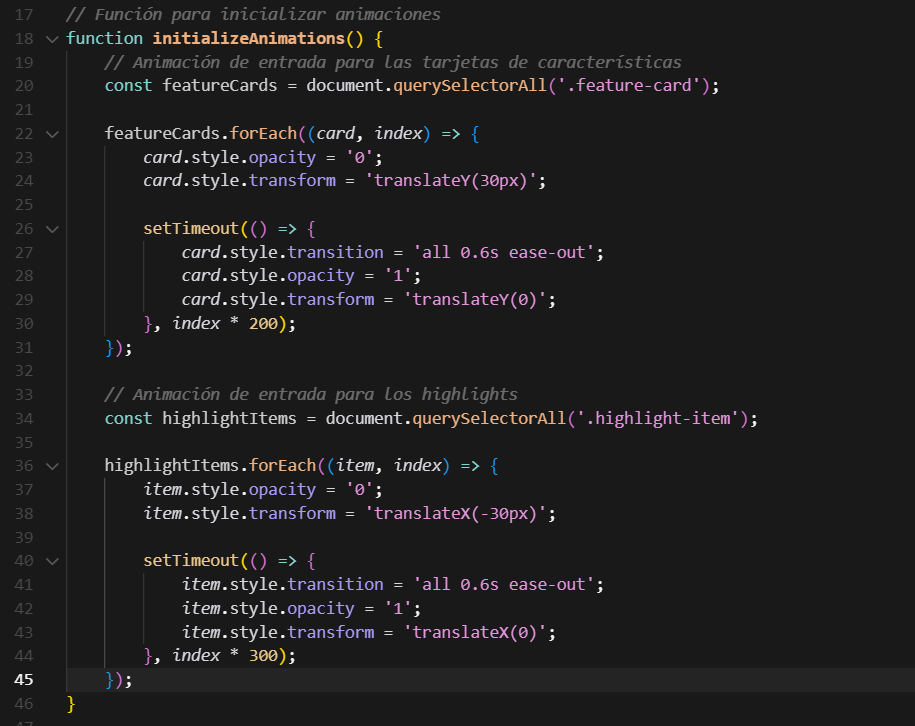 17 // Función para inicializar animaciones
18 function initializeAnimations() {
19     // Animación de entrada para las tarjetas de características
20     const featureCards = document.querySelectorAll('.feature-card');
21
22     featureCards.forEach((card, index) => {
23         card.style.opacity = '0';
24         card.style.transform = 'translateY(30px)';
25
26         setTimeout(() => {
27             card.style.transition = 'all 0.6s ease-out';
28             card.style.opacity = '1';
29             card.style.transform = 'translateY(0)';
30         }, index * 200);
31     });
32
33     // Animación de entrada para los highlights
34     const highlightItems = document.querySelectorAll('.highlight-item');
35
36     highlightItems.forEach((item, index) => {
37         item.style.opacity = '0';
38         item.style.transform = 'translateX(-30px)';
39
40         setTimeout(() => {
41             item.style.transition = 'all 0.6s ease-out';
42             item.style.opacity = '1';
43             item.style.transform = 'translateX(0)';
44         }, index * 300);
45     });
46 }
47